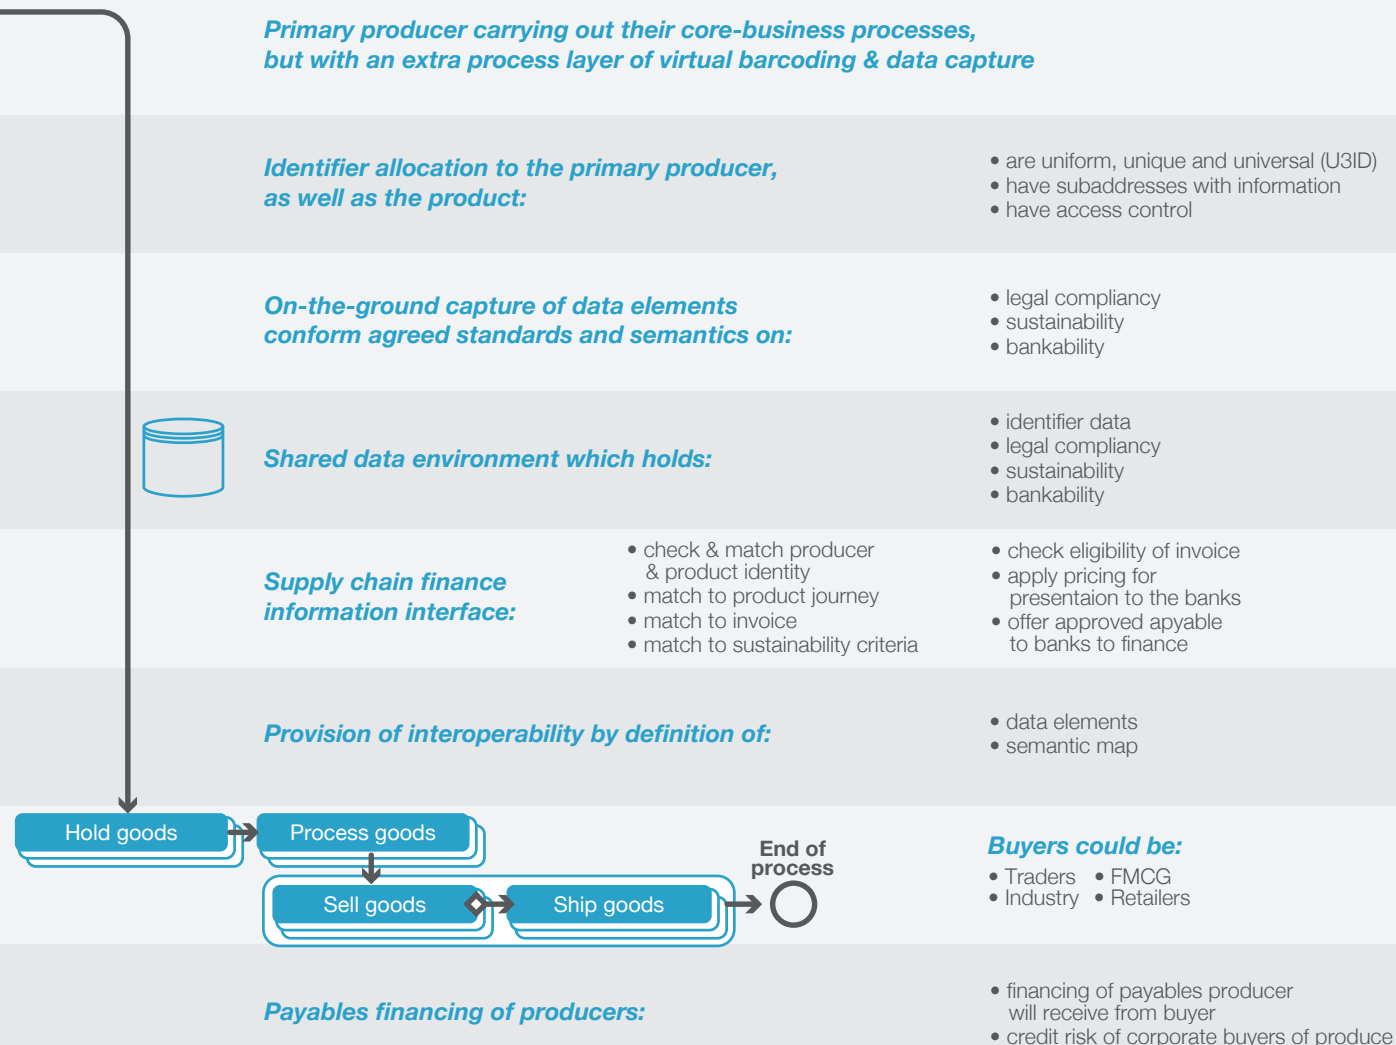 Primary producer carrying out their core-business processes,
but with an extra process layer of virtual barcoding & data capture
Identifier allocation to the primary producer,
as well as the product:
• are uniform, unique and universal (U3ID)
• have subaddresses with information
• have access control
On-the-ground capture of data elements
conform agreed standards and semantics on:
• legal compliancy
• sustainability
• bankability
Shared data environment which holds:
• identifier data
• legal compliancy
• sustainability
• bankability
Supply chain finance
information interface:
• check & match producer
& product identity
• match to product journey
• match to invoice
• match to sustainability criteria
• check eligibility of invoice
• apply pricing for
presentaion to the banks
• offer approved apyable
to banks to finance
Provision of interoperability by definition of:
• data elements
• semantic map
Hold goods
Process goods
Sell goods
Ship goods
End of
process
Buyers could be:
• Traders • FMCG
• Industry • Retailers
Payables financing of producers:
• financing of payables producer
will receive from buyer
• credit risk of corporate buyers of produce